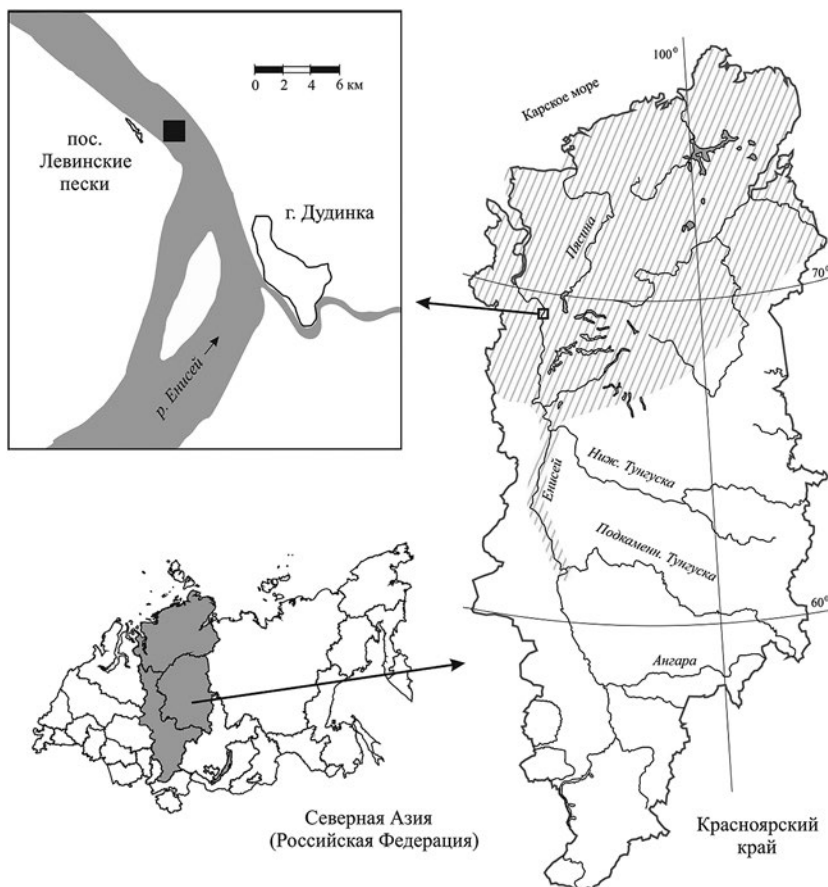 0 2 4 6 км
пос.
Левинские
пески
г. Дудинка
р. Енисей
100°
Карское море
Пясина
70°
Енисей
Ниж. Тунгуска
Подкаменн. Тунгуска
60°
Ангара
Северная Азия
(Российская Федерация)
Красноярский
край